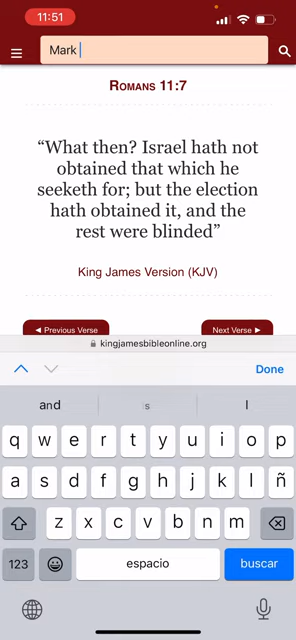 11:51
Mark
ROMANS 11:7
“What then? Israel hath not
obtained that which he
seeketh for; but the election
hath obtained it, and the
rest were blinded”
King James Version (KJV)
◄ Previous Verse
Next Verse ►
kingjamesbibleonline.org
Done
and
s
I
q w e r t y u i o p
a s d f g h j k l ñ
z x c v b n m
123
espacio
buscar